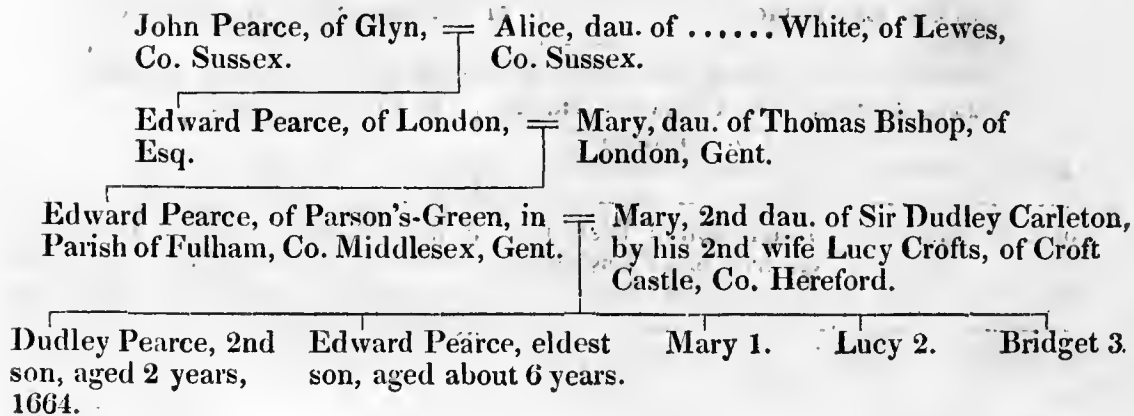 John Pearce, of Glyn,
Co. Sussex.
=
Alice, dau. of ......White, of Lewes,
Co. Sussex.
Edward Pearce, of London,
Esq.
=
Mary, dau. of Thomas Bishop, of
London, Gent.
Edward Pearce, of Parson's-Green, in
Parish of Fulham, Co. Middlesex, Gent.
=
Mary, 2nd dau. of Sir Dudley Carleton,
by his 2nd wife Lucy Crofts, of Croft
Castle, Co. Hereford.
Dudley Pearce, 2nd
son, aged 2 years,
1664.
Edward Pearce, eldest
son, aged about 6 years.
Mary 1.
Lucy 2.
Bridget 3.